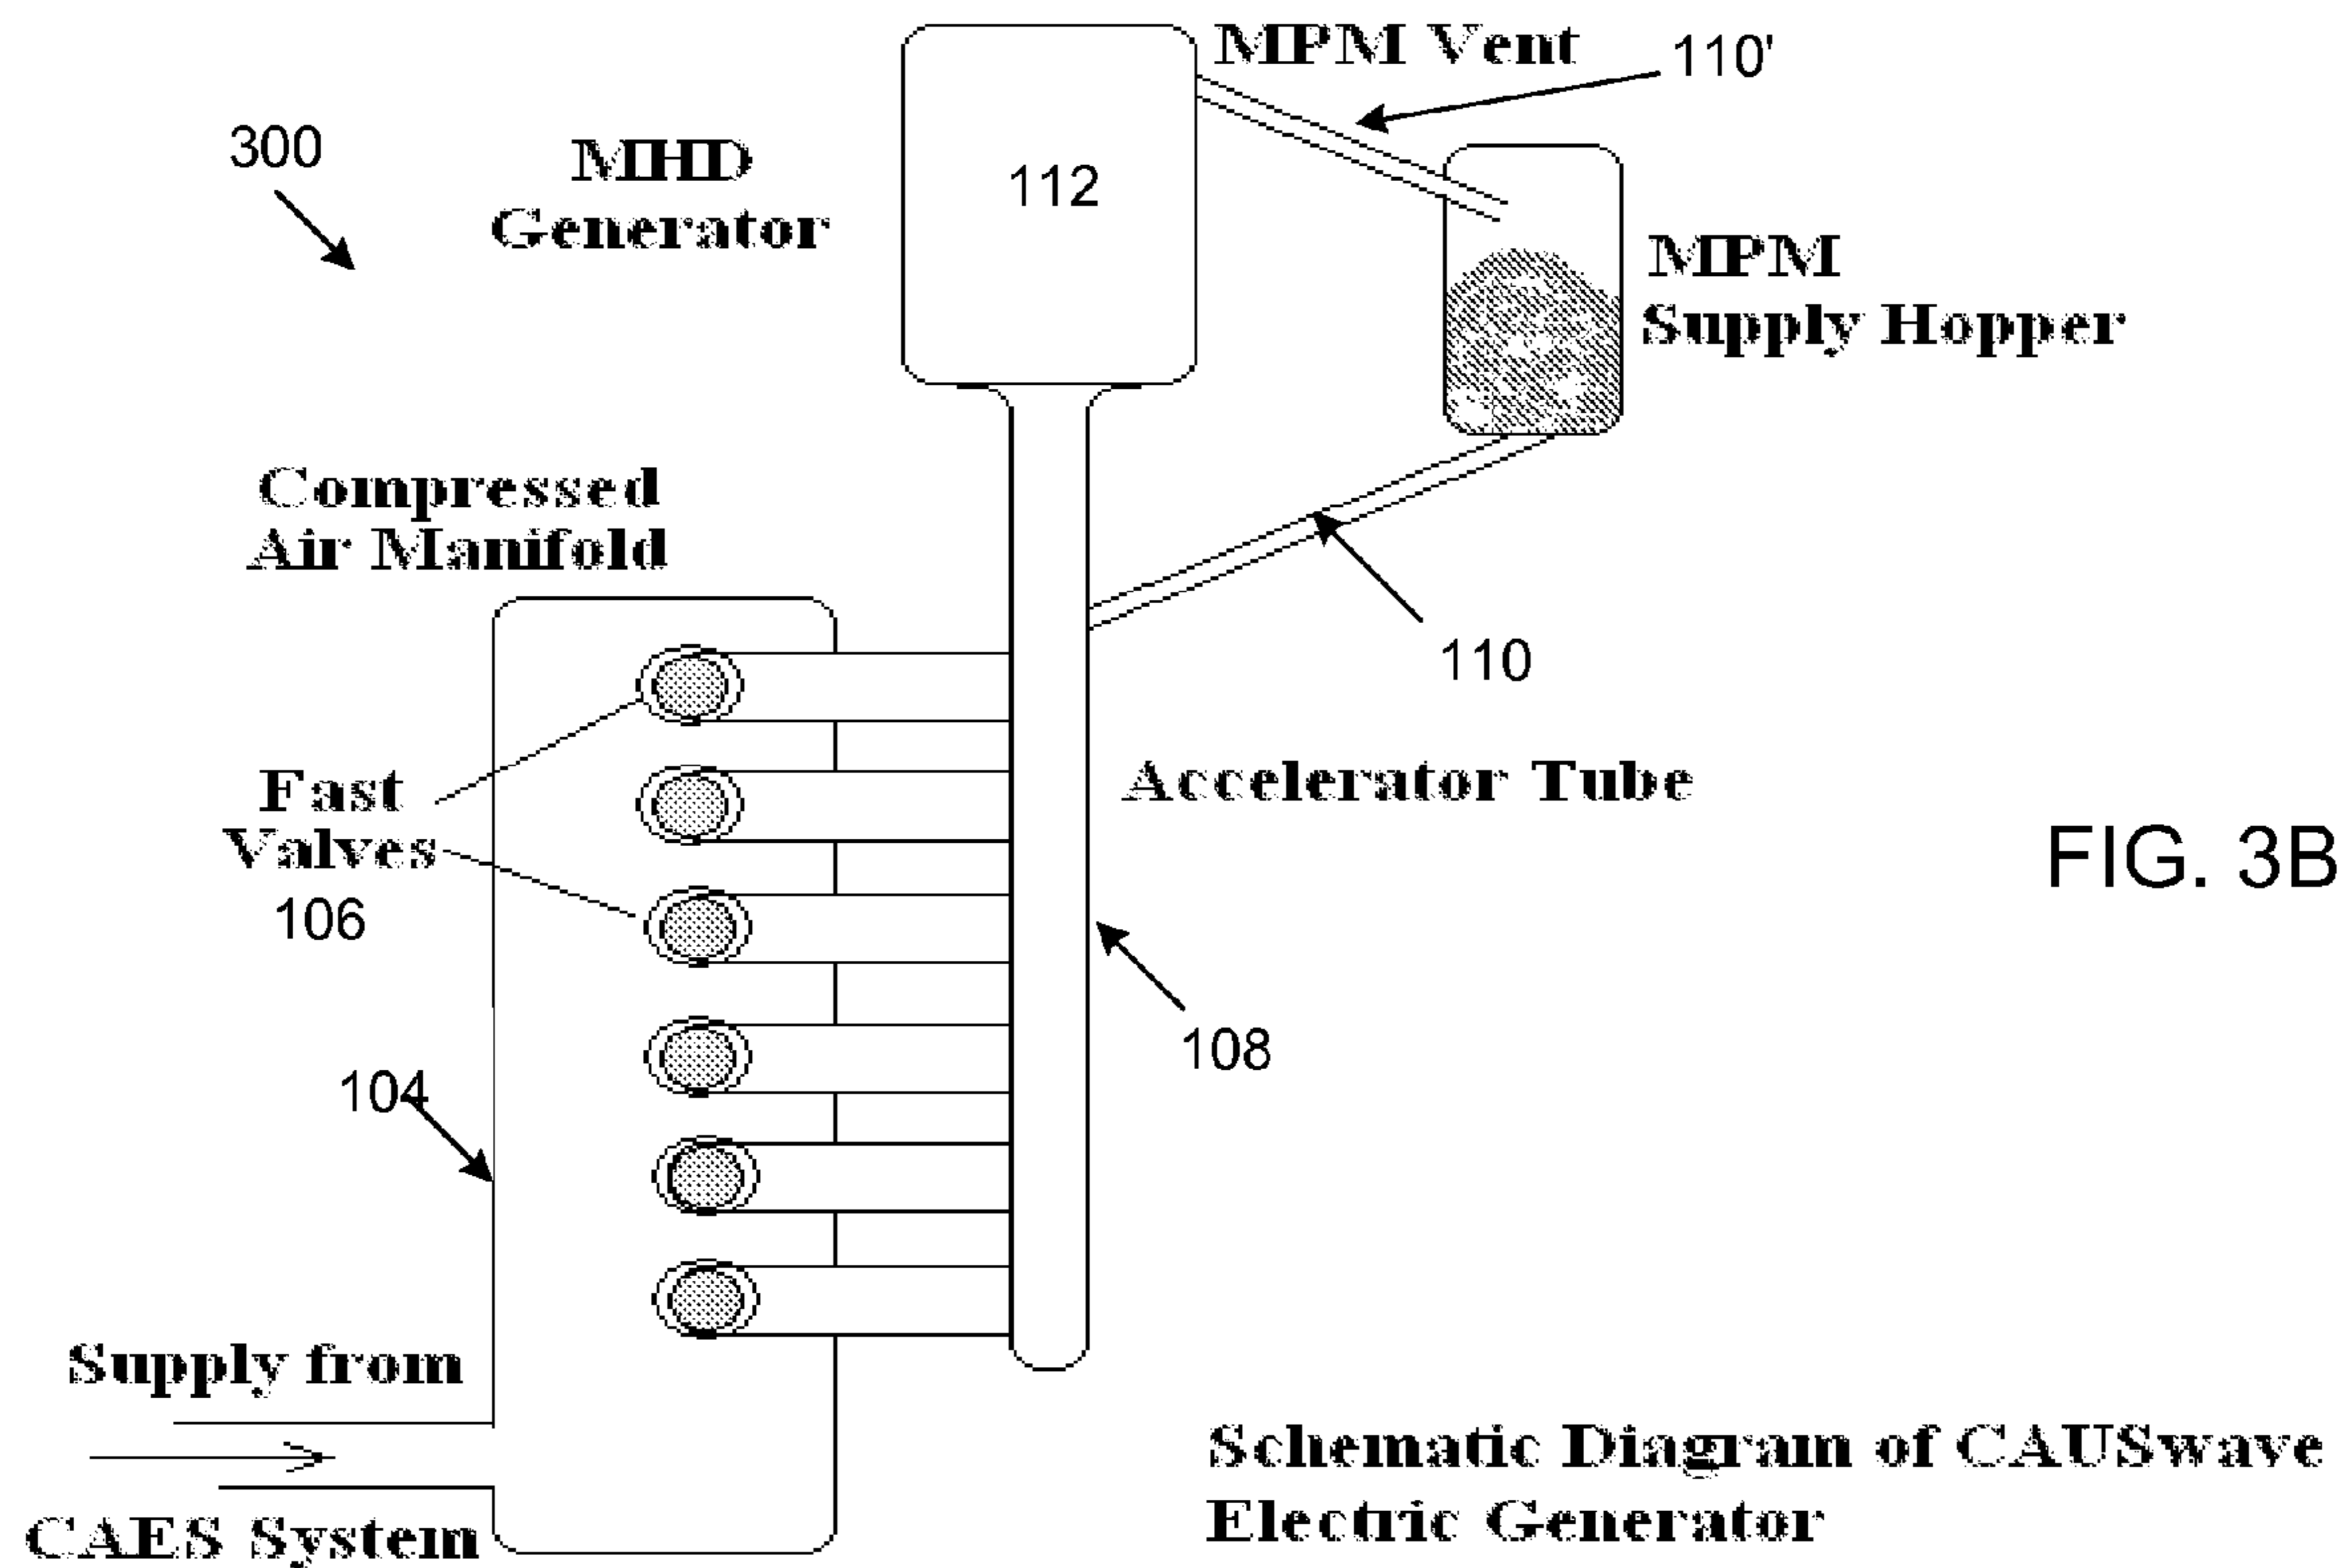 MPM Vent
110'
300
MHD
Generator
112
MPM
Supply Hopper
Compressed
Air Manifold
110
Fast
Valves
106
Accelerator Tube
FIG. 3B
108
104
Supply from
CAES System
Schematic Diagram of CAUSwave
Electric Generator